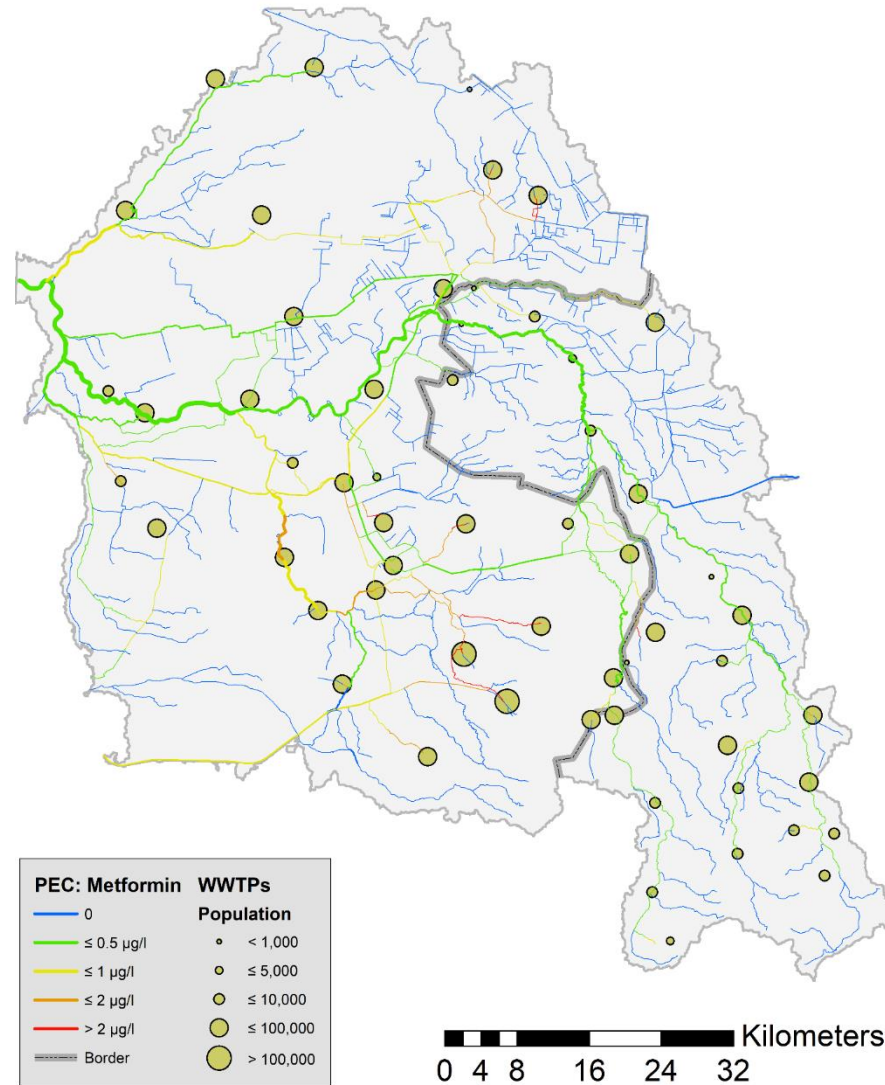 PEC: Metformin WWTPs
0 Population
≤ 0.5 µg/l < 1,000
≤ 1 µg/l ≤ 5,000
≤ 2 µg/l ≤ 10,000
> 2 µg/l ≤ 100,000
Border > 100,000
Kilometers
0 4 8 16 24 32